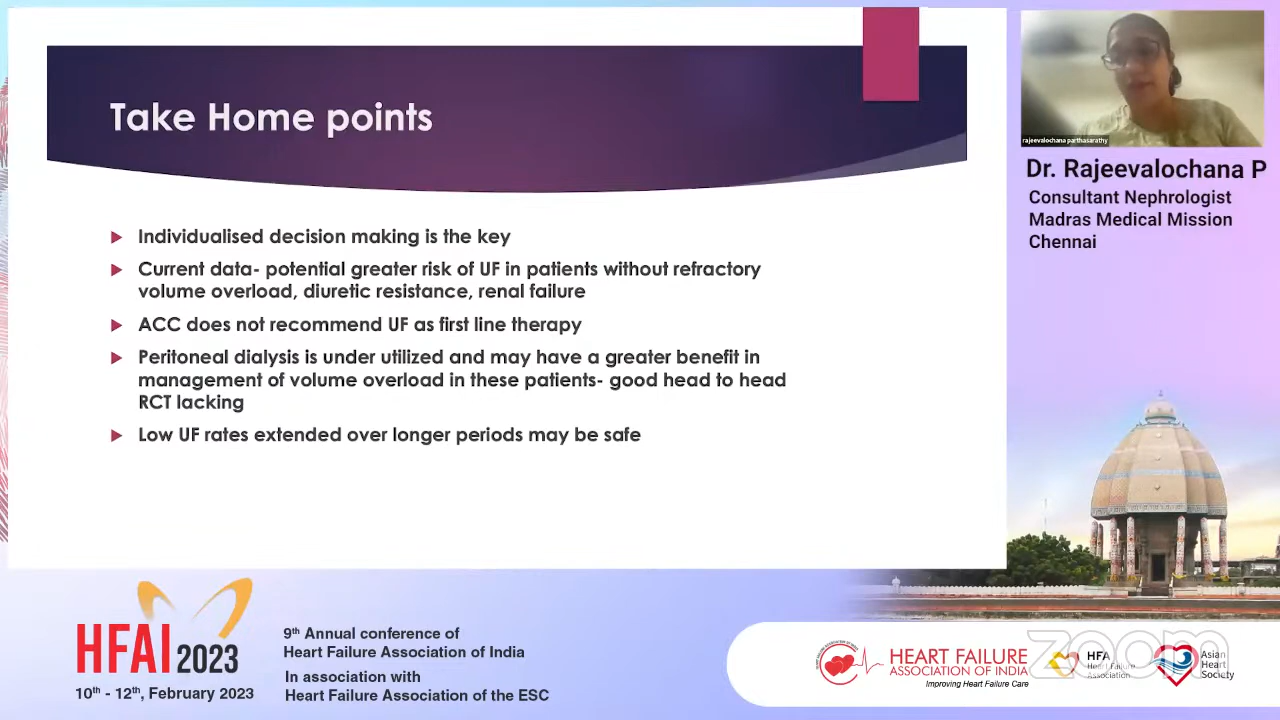 Take Home points
Individualised decision making is the key
Current data- potential greater risk of UF in patients without refractory
volume overload, diuretic resistance, renal failure
ACC does not recommend UF as first line therapy
Peritoneal dialysis is under utilized and may have a greater benefit in
management of volume overload in these patients- good head to head
RCT lacking
Low UF rates extended over longer periods may be safe
rajeevalochana parthasarathy
Dr. Rajeevalochana P
Consultant Nephrologist
Madras Medical Mission
Chennai
HFAI 2023
10th - 12th, February 2023
9th Annual conference of
Heart Failure Association of India
In association with
Heart Failure Association of the ESC
HEART FAILURE
ASSOCIATION OF INDIA
Improving Heart Failure Care
HFA
Heart Failure
Association
Asian
Heart
Society
zoom